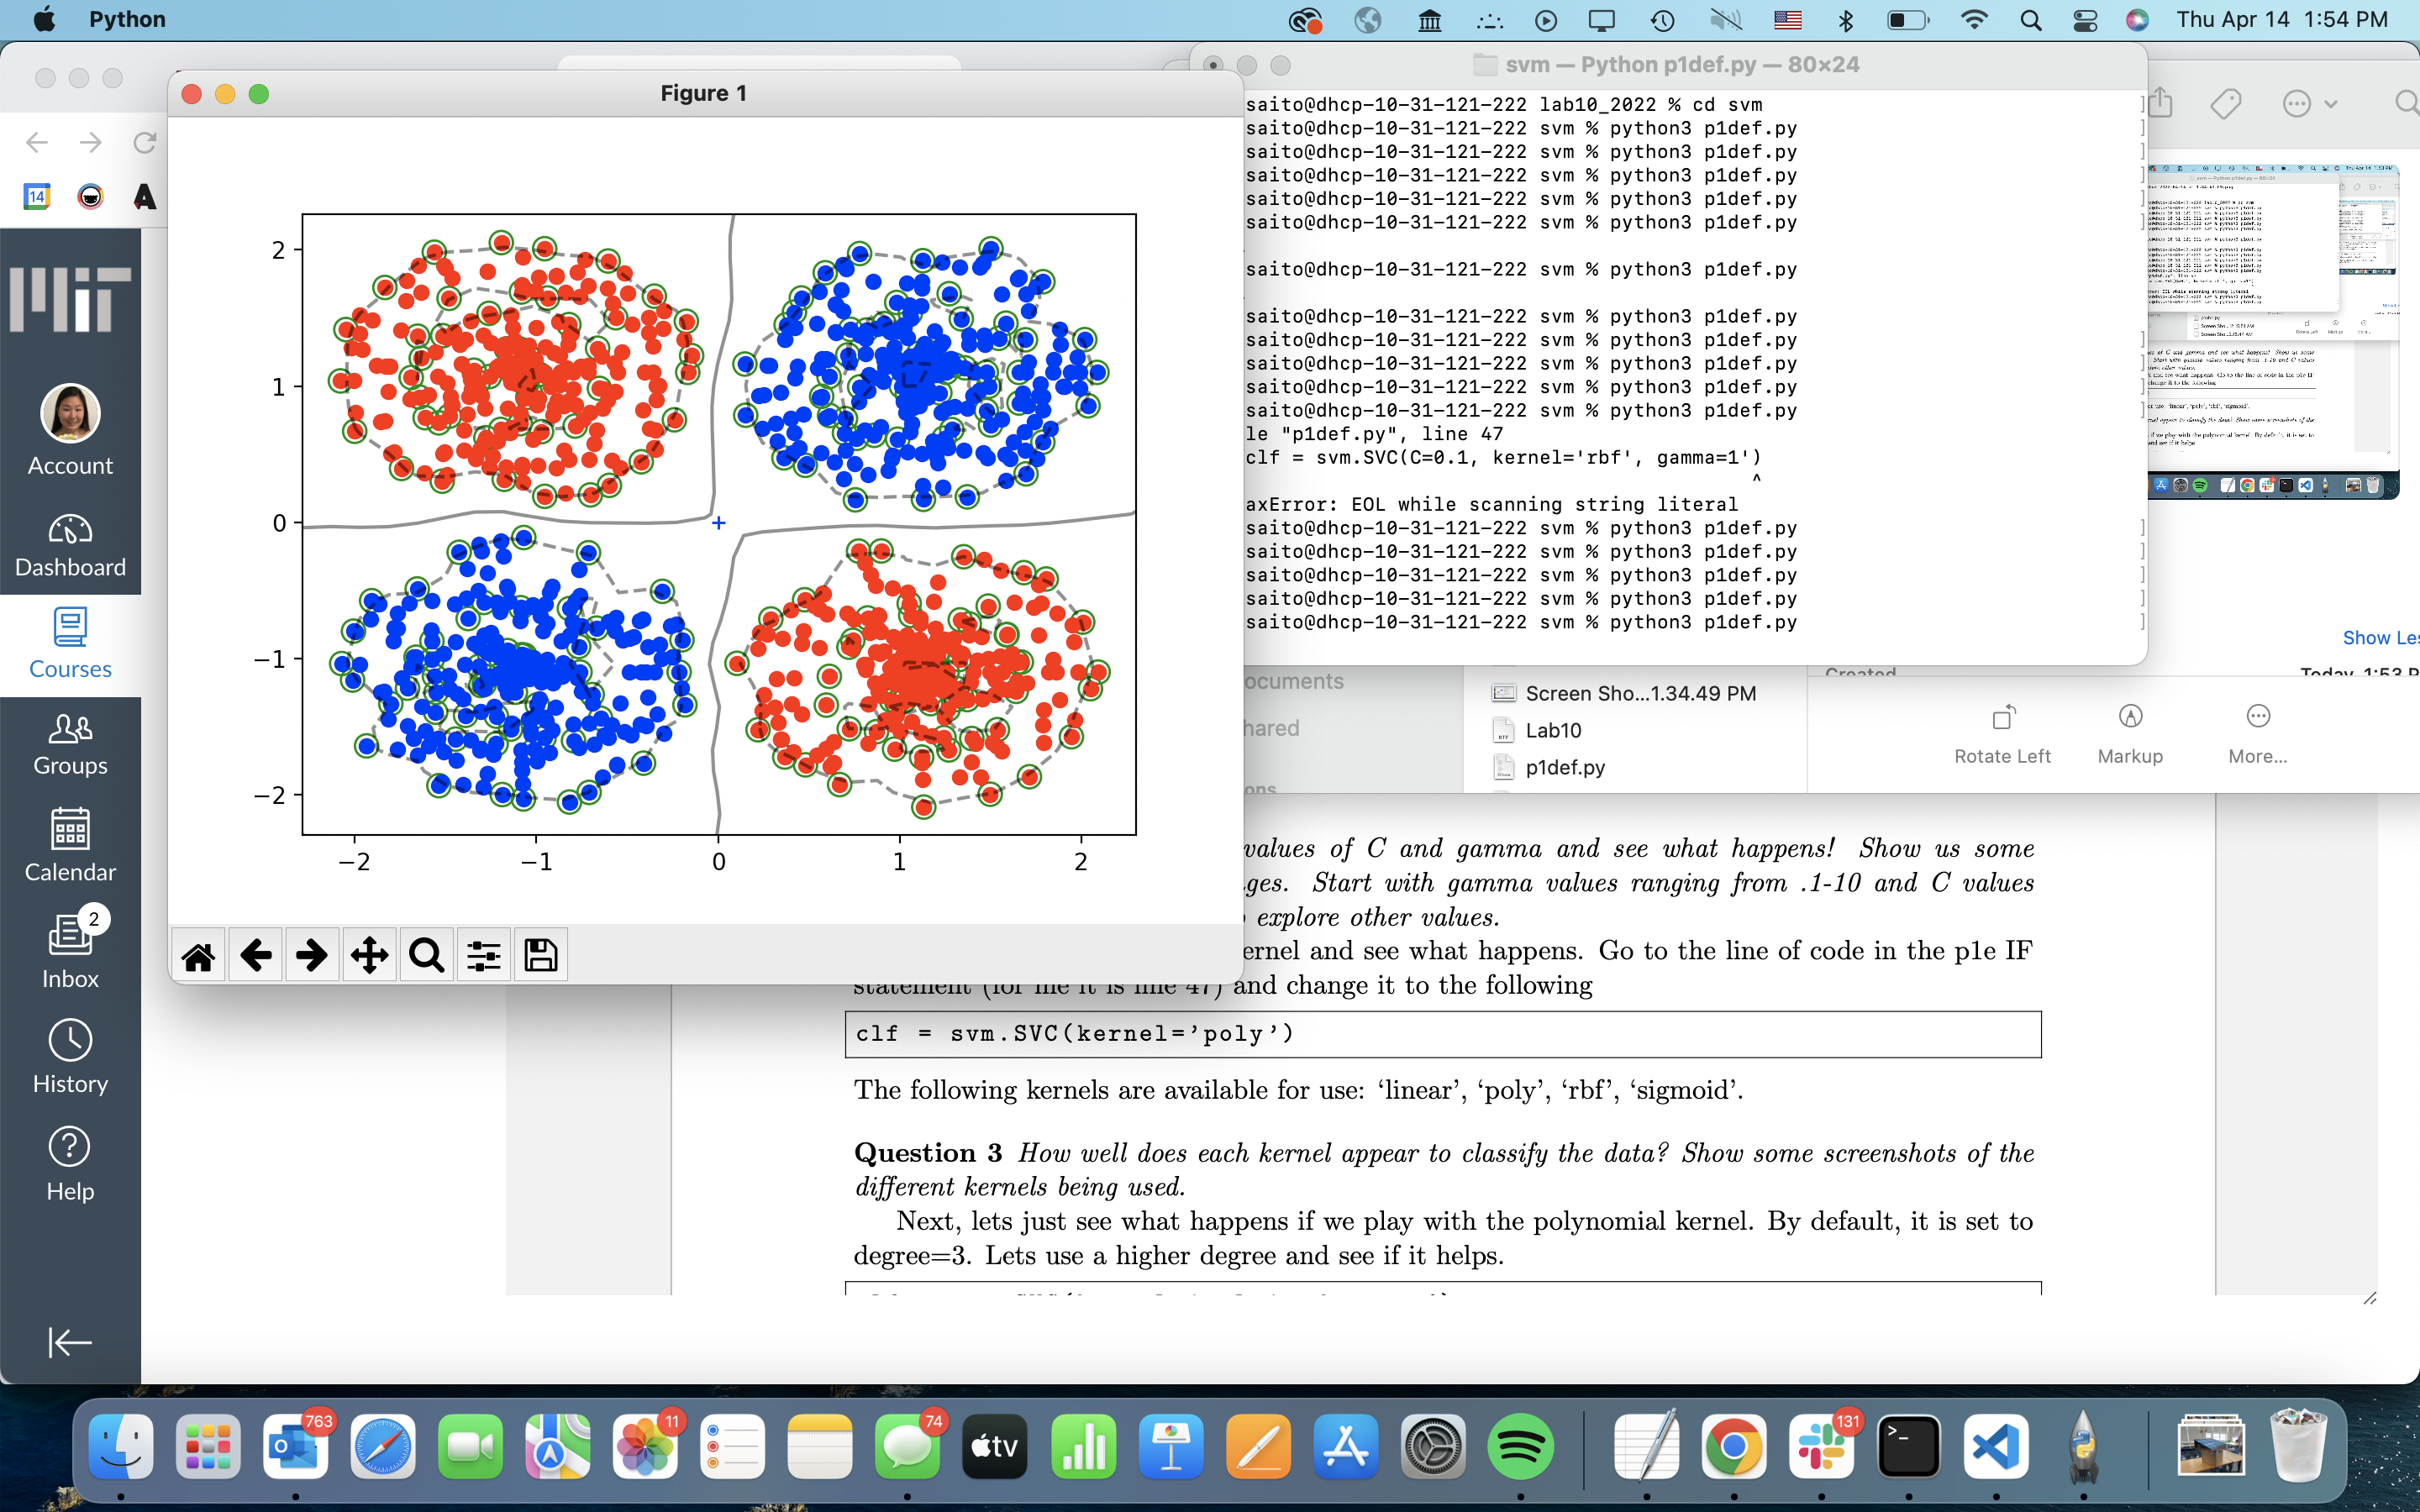 Python
Thu Apr 14 1:54 PM
Figure 1
svm — Python p1def.py — 80×24
saito@dhcp-10-31-121-222 lab10_2022 % cd svm
saito@dhcp-10-31-121-222 svm % python3 p1def.py
saito@dhcp-10-31-121-222 svm % python3 p1def.py
saito@dhcp-10-31-121-222 svm % python3 p1def.py
saito@dhcp-10-31-121-222 svm % python3 p1def.py
saito@dhcp-10-31-121-222 svm % python3 p1def.py
saito@dhcp-10-31-121-222 svm % python3 p1def.py
saito@dhcp-10-31-121-222 svm % python3 p1def.py
saito@dhcp-10-31-121-222 svm % python3 p1def.py
saito@dhcp-10-31-121-222 svm % python3 p1def.py
saito@dhcp-10-31-121-222 svm % python3 p1def.py
saito@dhcp-10-31-121-222 svm % python3 p1def.py
le "p1def.py", line 47
clf = svm.SVC(C=0.1, kernel='rbf', gamma=1')
^
axError: EOL while scanning string literal
saito@dhcp-10-31-121-222 svm % python3 p1def.py
saito@dhcp-10-31-121-222 svm % python3 p1def.py
saito@dhcp-10-31-121-222 svm % python3 p1def.py
saito@dhcp-10-31-121-222 svm % python3 p1def.py
saito@dhcp-10-31-121-222 svm % python3 p1def.py
14
A
MIT
Account
Dashboard
Courses
Groups
Calendar
2
Inbox
History
Help
2
1
0
−1
−2
−2
−1
0
1
2
+
Show Les
Created
Today, 1:53 P
ocuments
hared
ons
Screen Sho...1.34.49 PM
Lab10
p1def.py
Rotate Left
Markup
More...
values of C and gamma and see what happens! Show us some
ges. Start with gamma values ranging from .1-10 and C values
explore other values.
ernel and see what happens. Go to the line of code in the p1e IF
statement (for me it is line 47) and change it to the following
clf = svm.SVC(kernel='poly')
The following kernels are available for use: 'linear', 'poly', 'rbf', 'sigmoid'.
Question 3 How well does each kernel appear to classify the data? Show some screenshots of the
different kernels being used.
Next, lets just see what happens if we play with the polynomial kernel. By default, it is set to
degree=3. Lets use a higher degree and see if it helps.
763
11
74
tv
131
>_